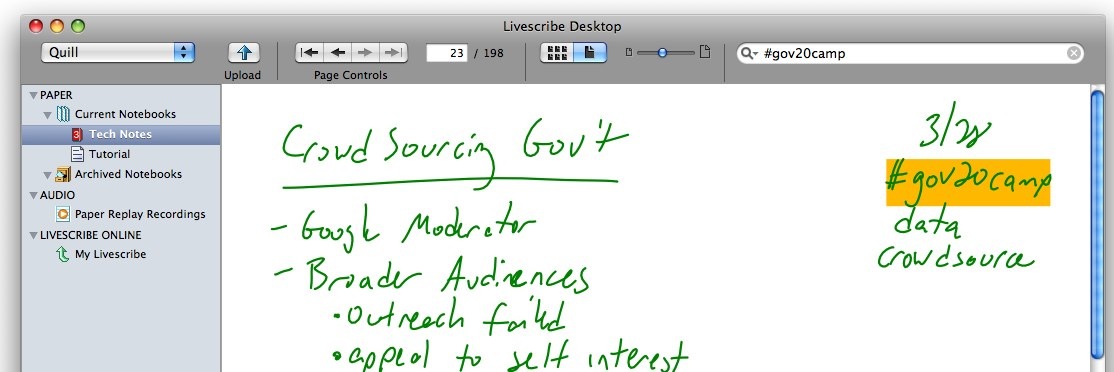 Livescribe Desktop
Quill
Upload
Page Controls
23 / 198
#gov20camp
PAPER
Current Notebooks
3 Tech Notes
Tutorial
Archived Notebooks
AUDIO
Paper Replay Recordings
LIVESCRIBE ONLINE
My Livescribe
Crowd Sourcing Gov't
- Google Moderator
- Broader Audiences
• outreach failed
• appeal to self interest
3/28
#gov20camp
data
crowdsource